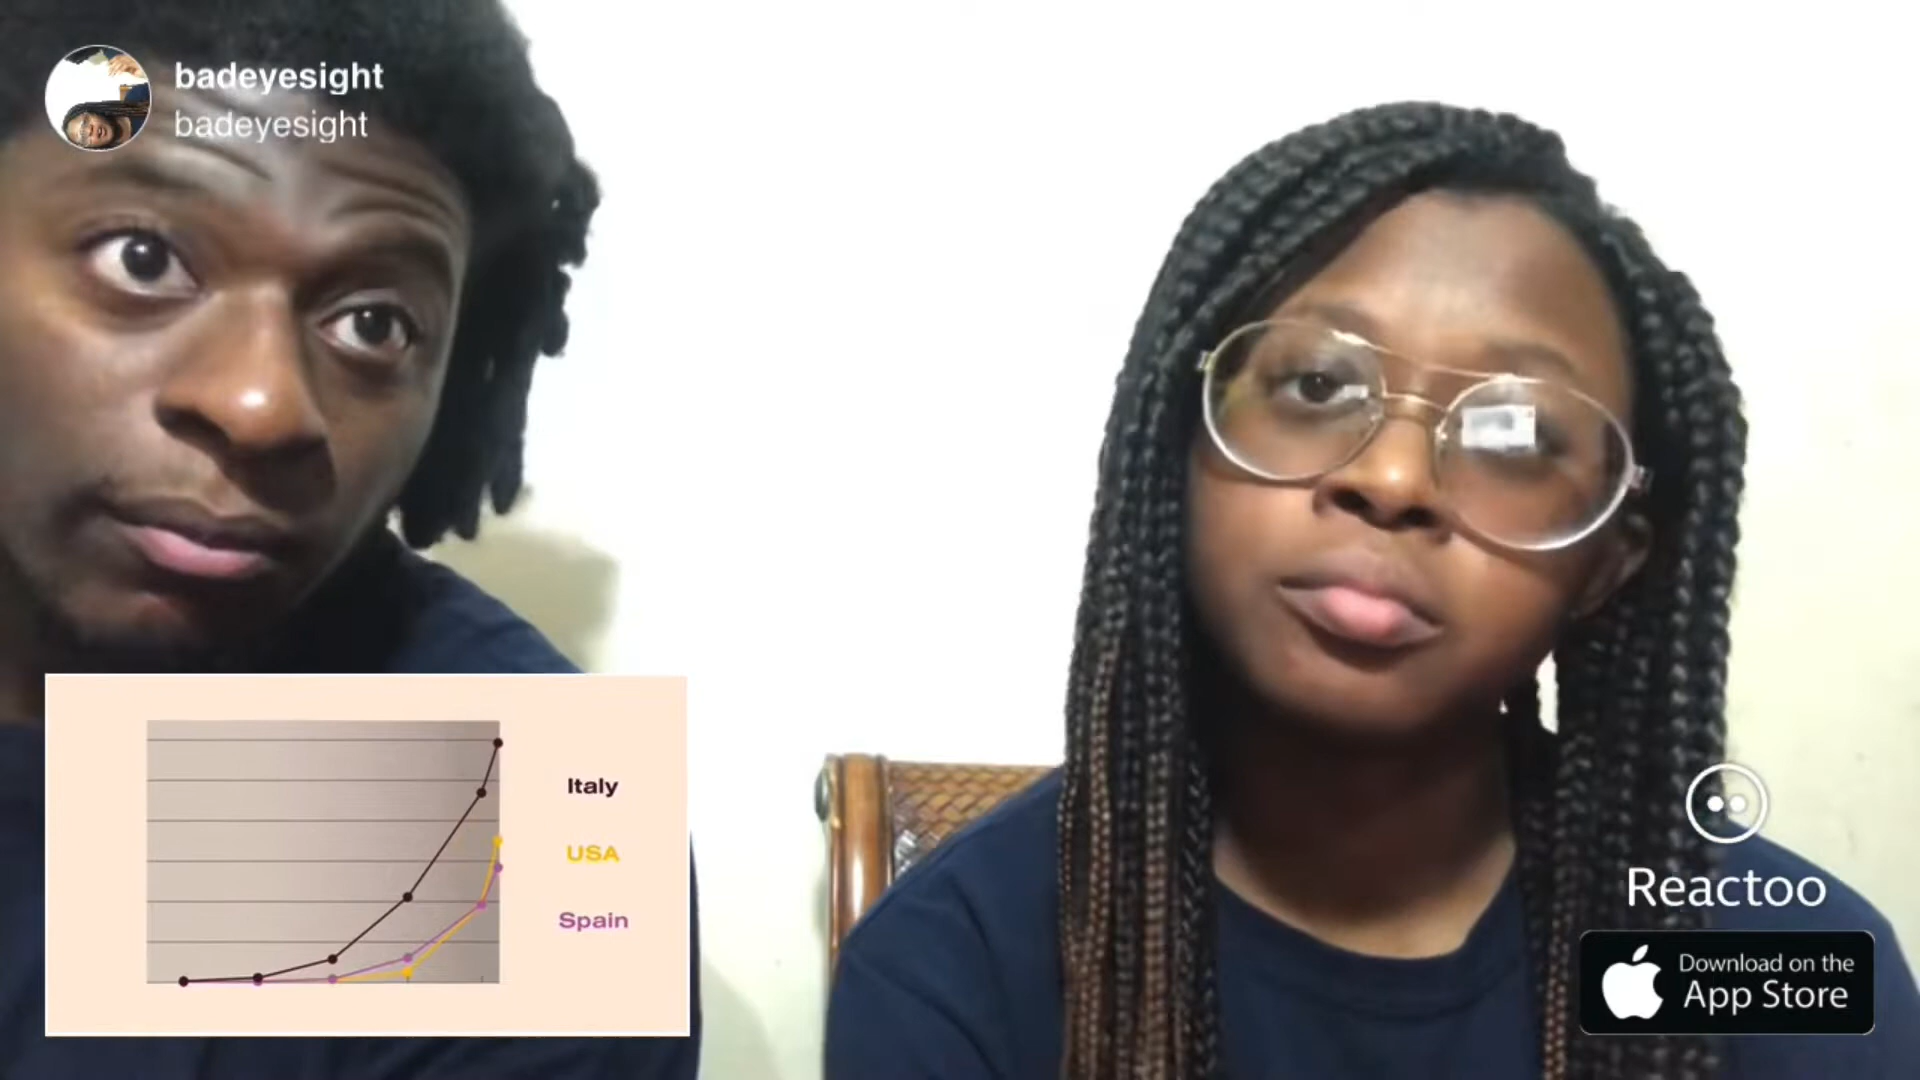 badeyesight
badeyesight
Italy
USA
Spain
Reactoo
Download on the
App Store